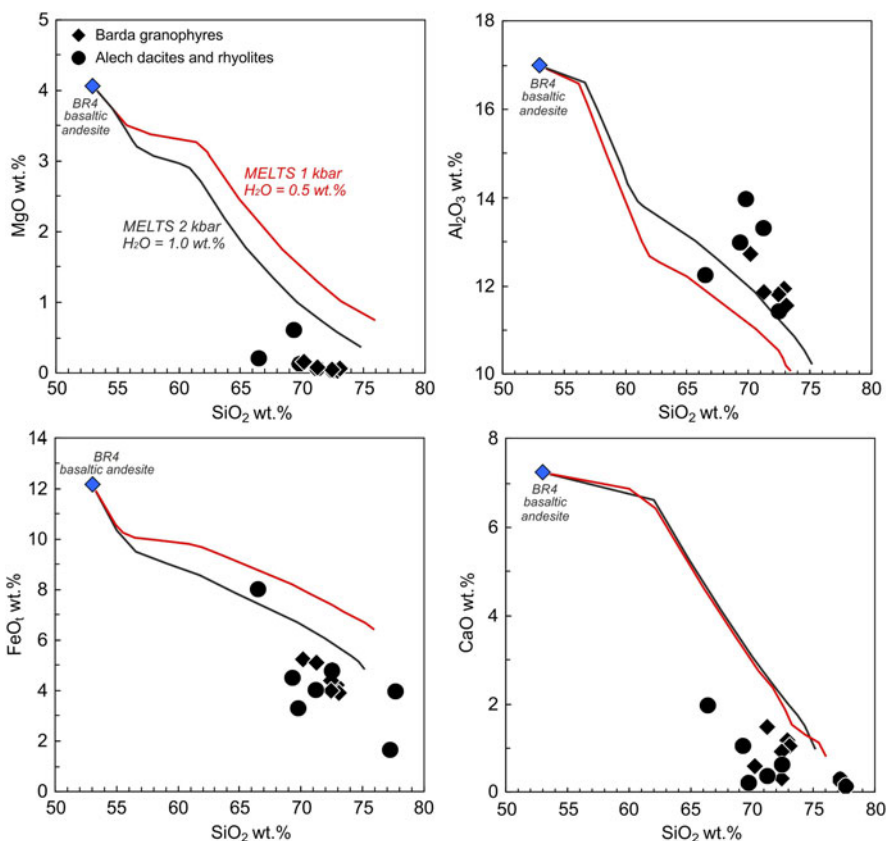 Barda granophyres
Alech dacites and rhyolites
5
4
3
2
1
0
MgO wt.%
BR4
basaltic
andesite
MELTS 1 kbar
H₂O = 0.5 wt.%
MELTS 2 kbar
H₂O = 1.0 wt.%
50 55 60 65 70 75 80
SiO₂ wt.%
18
16
14
12
10
Al₂O₃ wt.%
BR4
basaltic
andesite
50 55 60 65 70 75 80
SiO₂ wt.%
14
12
10
8
6
4
2
0
FeOₜ wt.%
BR4
basaltic andesite
50 55 60 65 70 75 80
SiO₂ wt.%
8
6
4
2
0
CaO wt.%
BR4
basaltic
andesite
50 55 60 65 70 75 80
SiO₂ wt.%